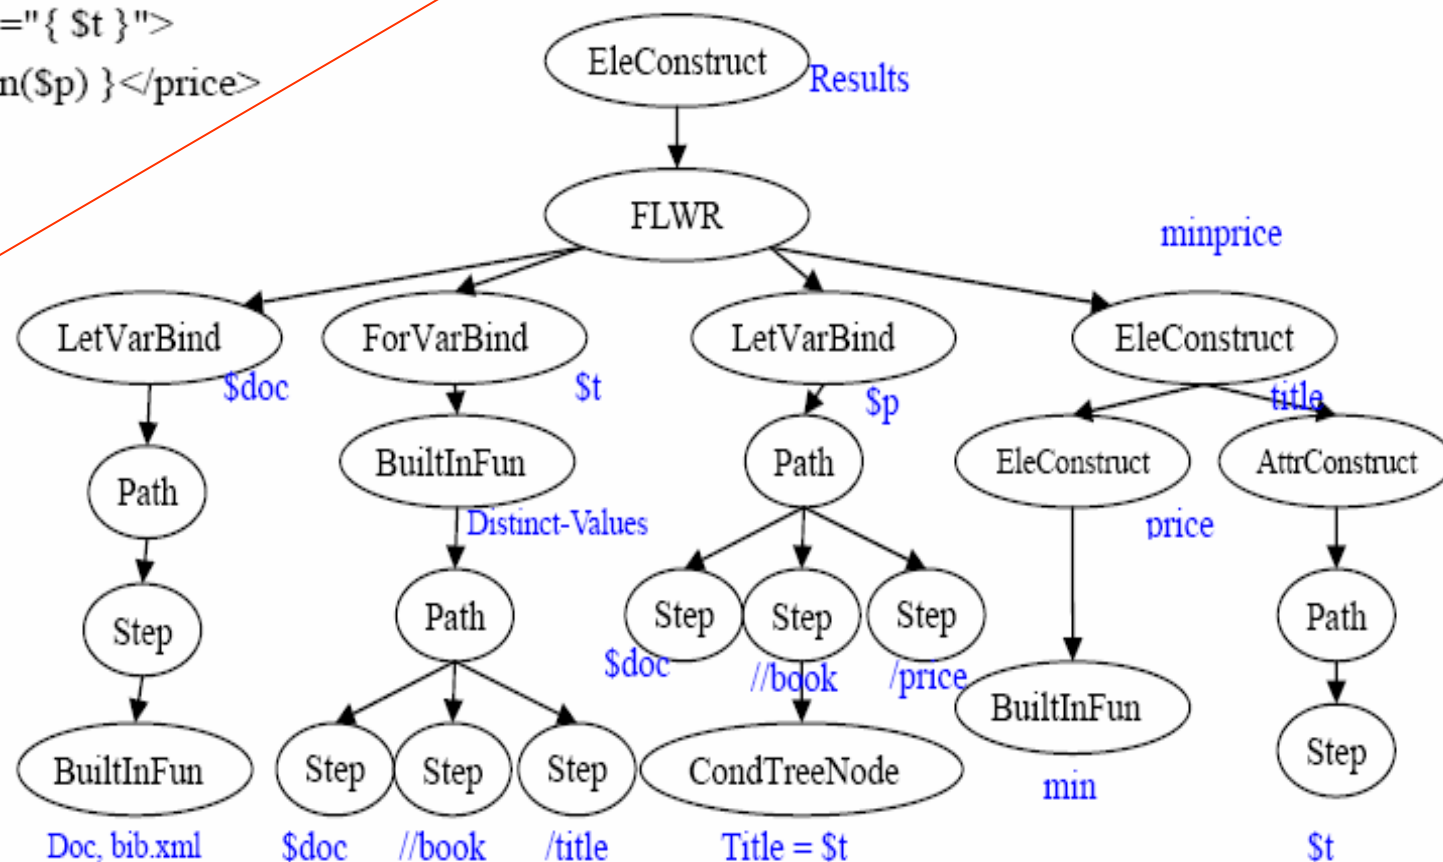 ="{ $t }">
n($p) }</price>
EleConstruct
Results
FLWR
minprice
LetVarBind
ForVarBind
LetVarBind
EleConstruct
$doc
$t
$p
title
Path
BuiltInFun
Path
EleConstruct
AttrConstruct
Distinct-Values
price
Step
Path
Step
Step
Step
Path
$doc
//book
/price
BuiltInFun
BuiltInFun
Step
Step
Step
CondTreeNode
Step
min
Doc, bib.xml
$doc
//book
/title
Title = $t
$t